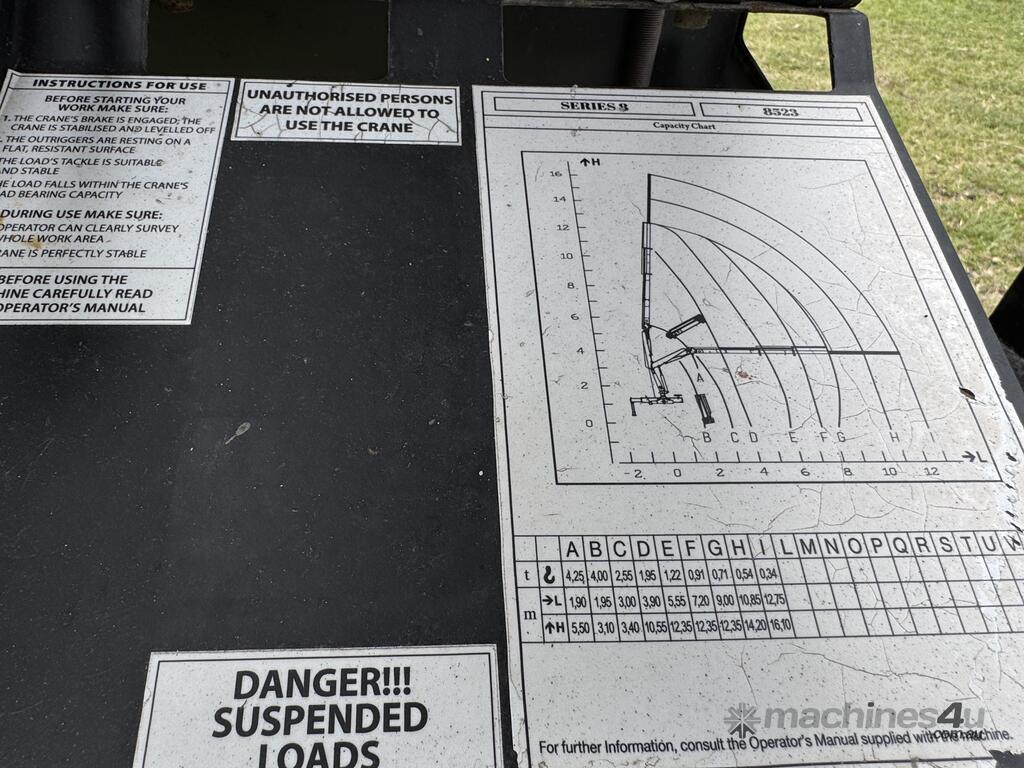 INSTRUCTIONS FOR USE
BEFORE STARTING YOUR
WORK MAKE SURE:
1. THE CRANE'S BRAKE IS ENGAGED; THE
CRANE IS STABILISED AND LEVELLED OFF
. THE OUTRIGGERS ARE RESTING ON A
FLAT, RESISTANT SURFACE
THE LOAD'S TACKLE IS SUITABLE
AND STABLE
HE LOAD FALLS WITHIN THE CRANE'S
AD BEARING CAPACITY
DURING USE MAKE SURE:
OPERATOR CAN CLEARLY SURVEY
WHOLE WORK AREA
RANE IS PERFECTLY STABLE
BEFORE USING THE
HINE CAREFULLY READ
OPERATOR'S MANUAL
UNAUTHORISED PERSONS
ARE NOT ALLOWED TO
USE THE CRANE
SERIES 3 8523
Capacity Chart
↑H
16
14
12
10
8
6
4
2
0
A
B C D E F G H I
-2 0 2 4 6 8 10 12 →L
A B C D E F G H I L M N O P Q R S T U W
t 4,25 4,00 2,55 1,95 1,22 0,91 0,71 0,54 0,34
m →L 1,90 1,95 3,00 3,90 5,55 7,20 9,00 10,85 12,75
↑H 5,50 3,10 3,40 10,55 12,35 12,35 12,35 14,20 16,10
For further Information, consult the Operator's Manual supplied with the machine.
DANGER!!!
SUSPENDED
LOADS
machines4u
.com.au